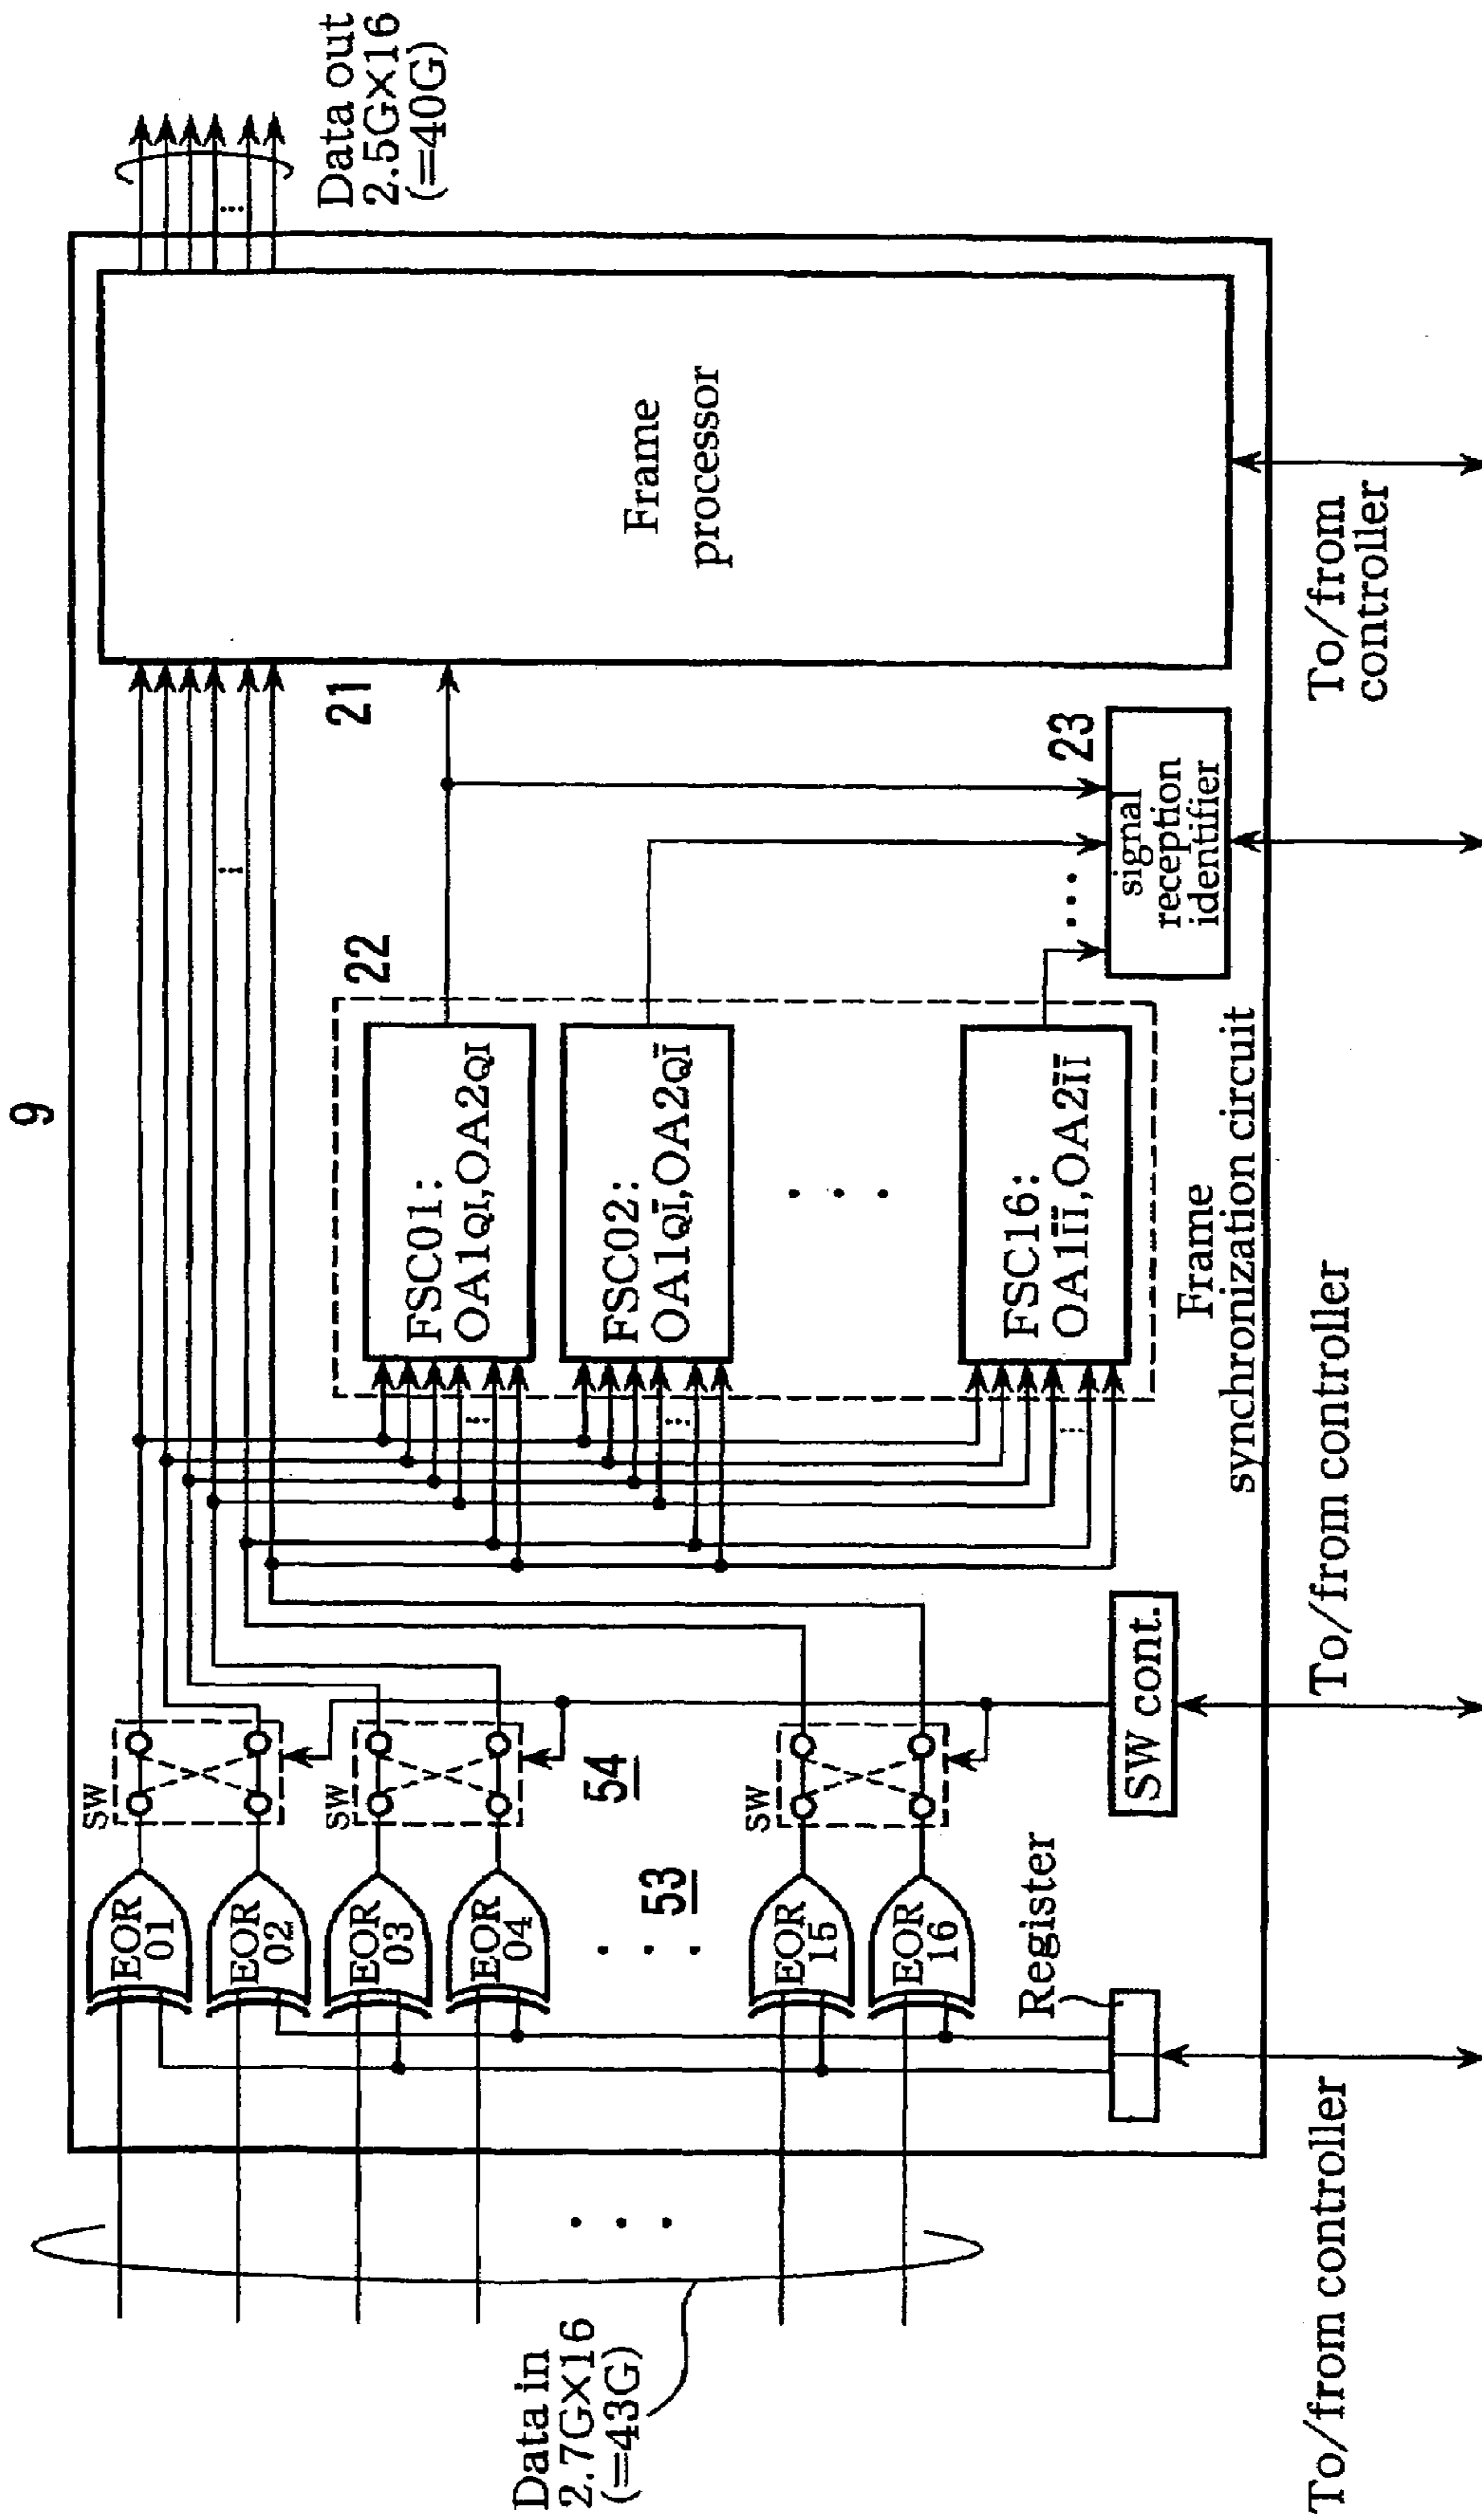 9
Data in
2.7G×16
(=43G)
EOR
01
EOR
02
EOR
03
EOR
04
EOR
15
EOR
16
53
Register
SW
SW
SW
54
SW cont.
FSC01:
OA1QI,OA2QI
FSC02:
OA1QI̅,OA2QI̅
FSC16:
OA1I̅I̅,OA2I̅I̅
22
Frame
synchronization circuit
21
23
signal
reception
identifier
Frame
processor
Data out
2.5G×16
(=40G)
To/from controller
To/from controller
To/from
controller